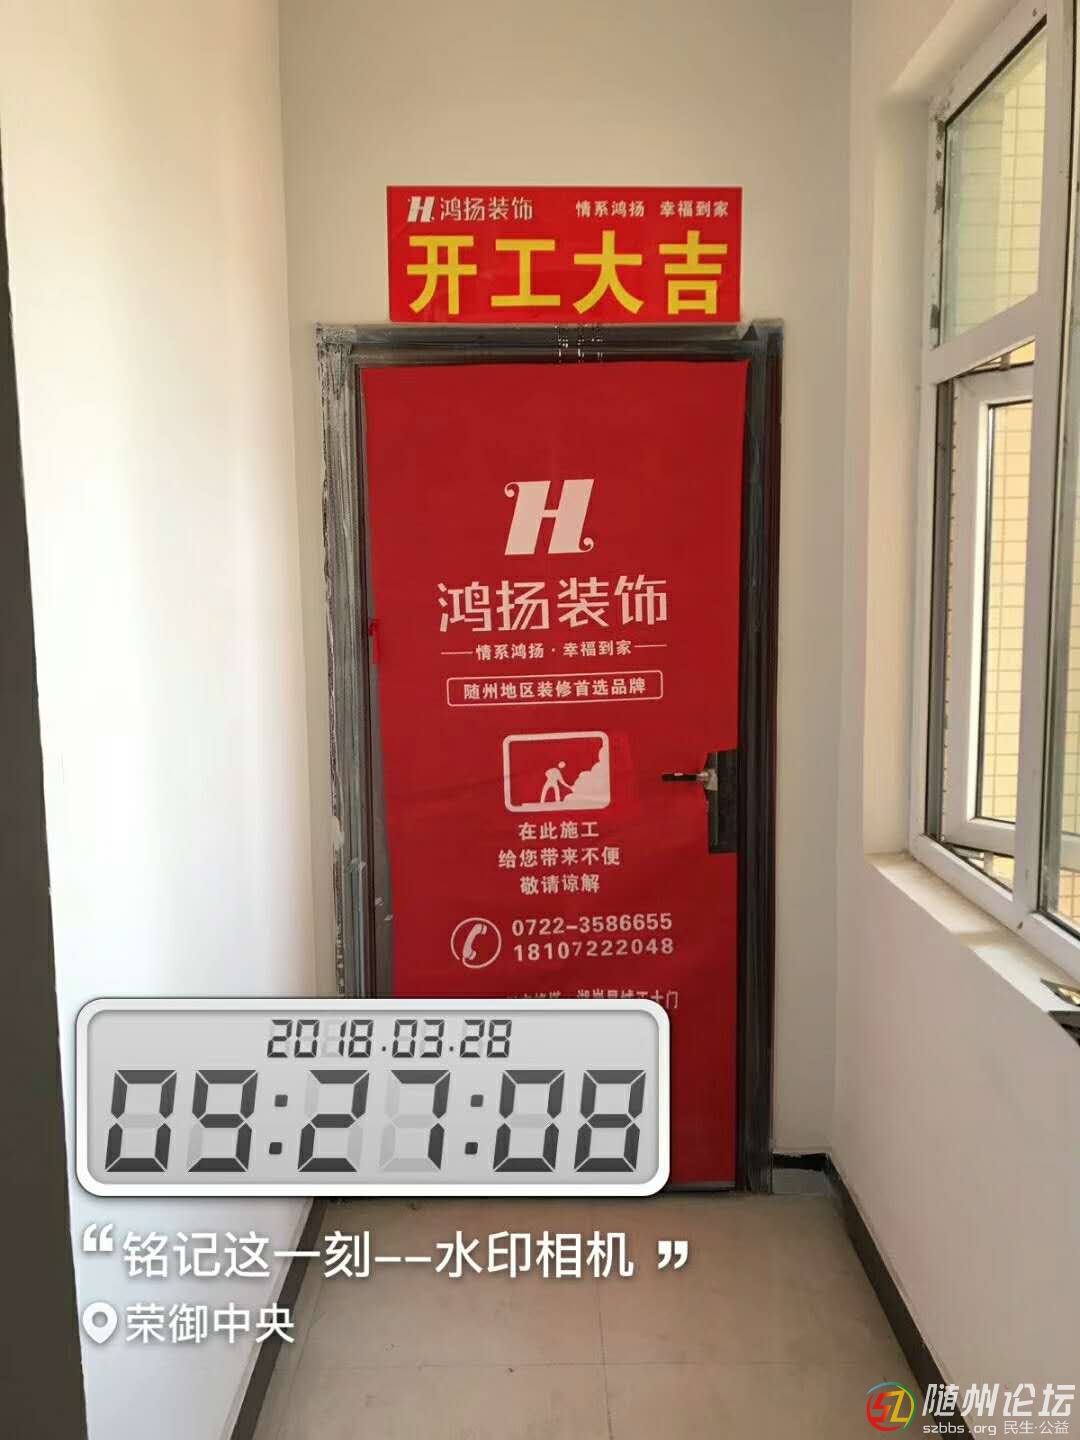 H 鸿扬装饰 情系鸿扬 幸福到家
开工大吉
H
鸿扬装饰
情系鸿扬·幸福到家
随州地区装修首选品牌
在此施工
给您带来不便
敬请谅解
0722-3586655
18107222048
2018.03.28
09:27:08
“铭记这一刻--水印相机”
荣御中央
随州论坛
szbbs.org 民生·公益